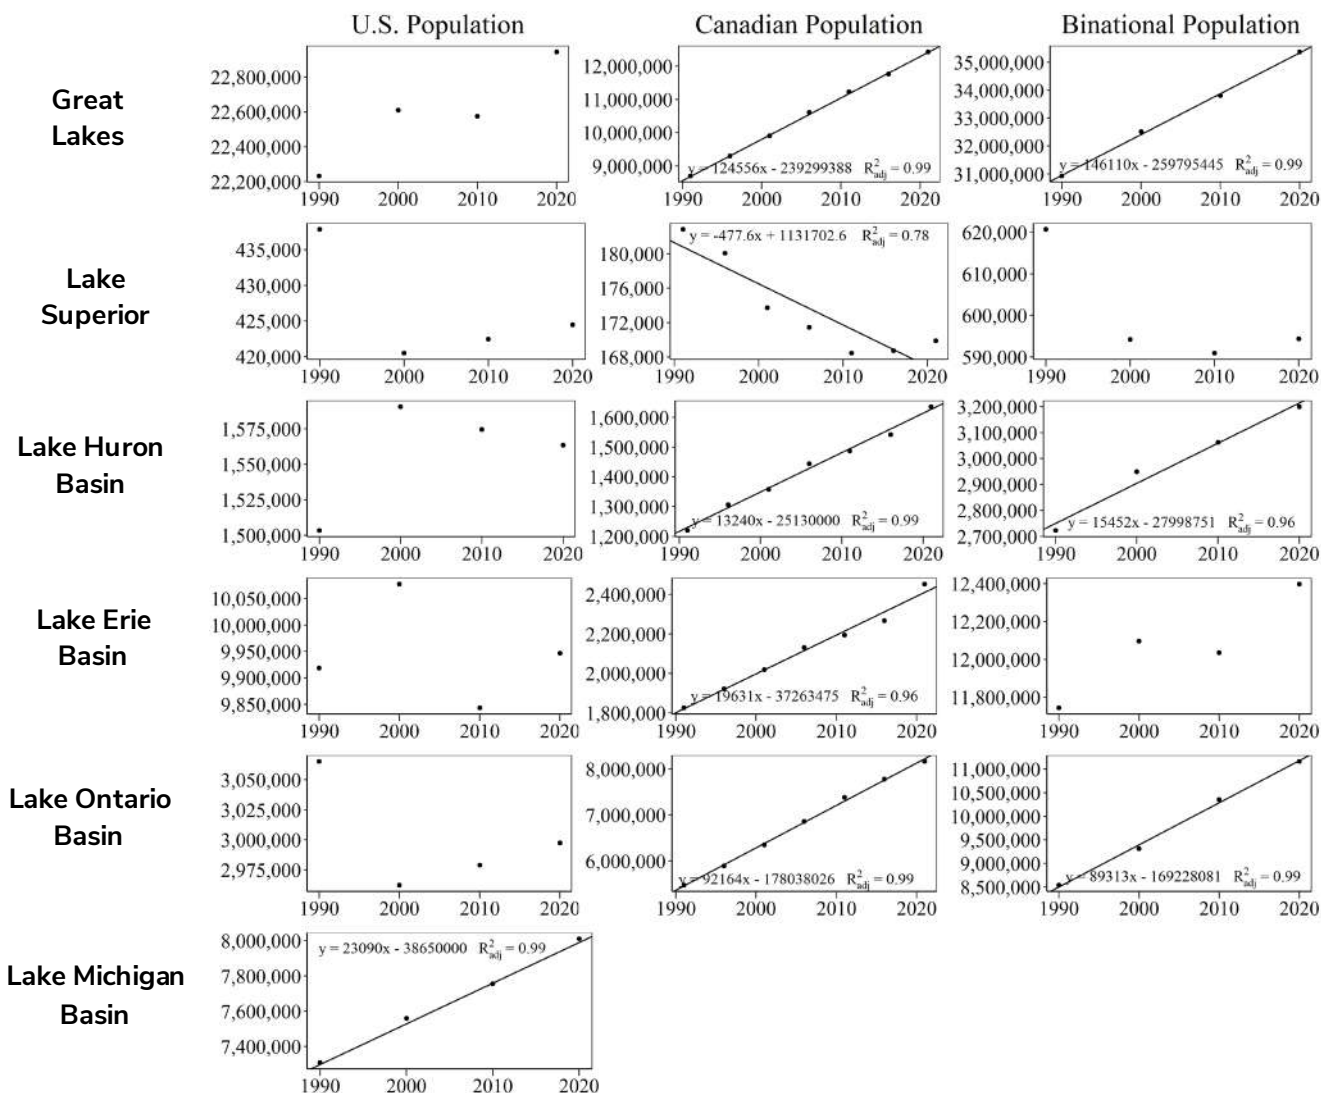 U.S. Population
Canadian Population
Binational Population
Great
Lakes
22,800,000
22,600,000
22,400,000
22,200,000
1990 2000 2010 2020
12,000,000
11,000,000
10,000,000
9,000,000
y = 124556x - 239299388 R²adj = 0.99
1990 2000 2010 2020
35,000,000
34,000,000
33,000,000
32,000,000
31,000,000
y = 146110x - 259795445 R²adj = 0.99
1990 2000 2010 2020
Lake
Superior
435,000
430,000
425,000
420,000
1990 2000 2010 2020
y = -477.6x + 1131702.6 R²adj = 0.78
180,000
176,000
172,000
168,000
1990 2000 2010 2020
620,000
610,000
600,000
590,000
1990 2000 2010 2020
Lake Huron
Basin
1,575,000
1,550,000
1,525,000
1,500,000
1990 2000 2010 2020
1,600,000
1,500,000
1,400,000
1,300,000
1,200,000
y = 13240x - 25130000 R²adj = 0.99
1990 2000 2010 2020
3,200,000
3,100,000
3,000,000
2,900,000
2,800,000
2,700,000
y = 15452x - 27998751 R²adj = 0.96
1990 2000 2010 2020
Lake Erie
Basin
10,050,000
10,000,000
9,950,000
9,900,000
9,850,000
1990 2000 2010 2020
2,400,000
2,200,000
2,000,000
1,800,000
y = 19631x - 37263475 R²adj = 0.96
1990 2000 2010 2020
12,400,000
12,200,000
12,000,000
11,800,000
1990 2000 2010 2020
Lake Ontario
Basin
3,050,000
3,025,000
3,000,000
2,975,000
1990 2000 2010 2020
8,000,000
7,000,000
6,000,000
y = 92164x - 178038026 R²adj = 0.99
1990 2000 2010 2020
11,000,000
10,500,000
10,000,000
9,500,000
9,000,000
8,500,000
y = 89313x - 169228081 R²adj = 0.99
1990 2000 2010 2020
Lake Michigan
Basin
y = 23090x - 38650000 R²adj = 0.99
8,000,000
7,800,000
7,600,000
7,400,000
1990 2000 2010 2020